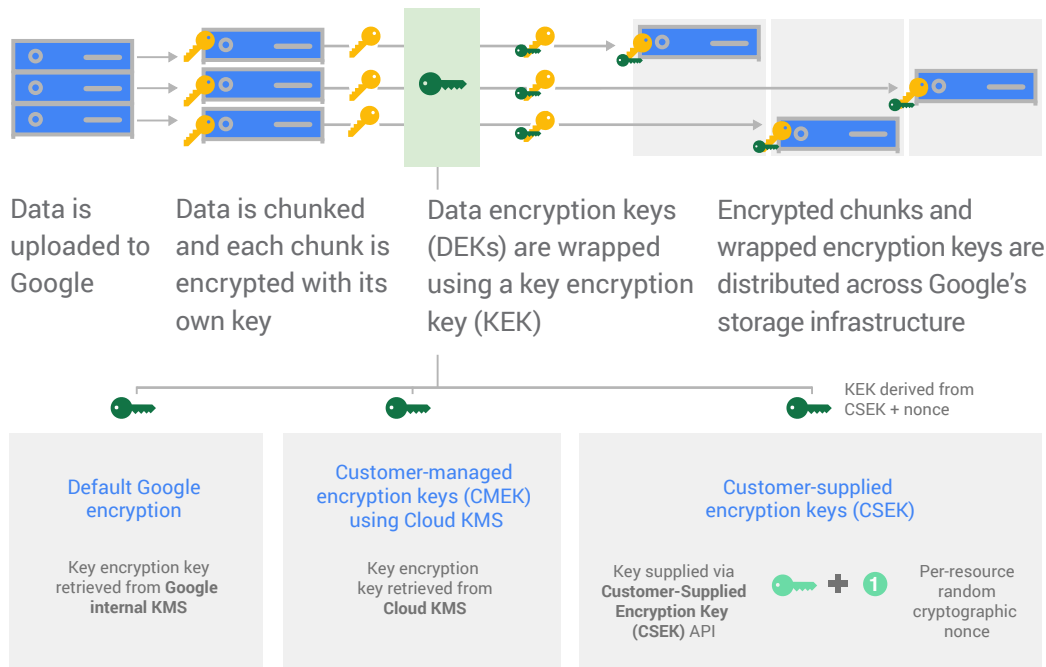 Data is
uploaded to
Google
Data is chunked
and each chunk is
encrypted with its
own key
Data encryption keys
(DEKs) are wrapped
using a key encryption
key (KEK)
Encrypted chunks and
wrapped encryption keys are
distributed across Google's
storage infrastructure
KEK derived from
CSEK + nonce
Default Google
encryption
Key encryption key
retrieved from Google
internal KMS
Customer-managed
encryption keys (CMEK)
using Cloud KMS
Key encryption
key retrieved from
Cloud KMS
Customer-supplied
encryption keys (CSEK)
Key supplied via
Customer-Supplied
Encryption Key
(CSEK) API
+
1
Per-resource
random
cryptographic
nonce